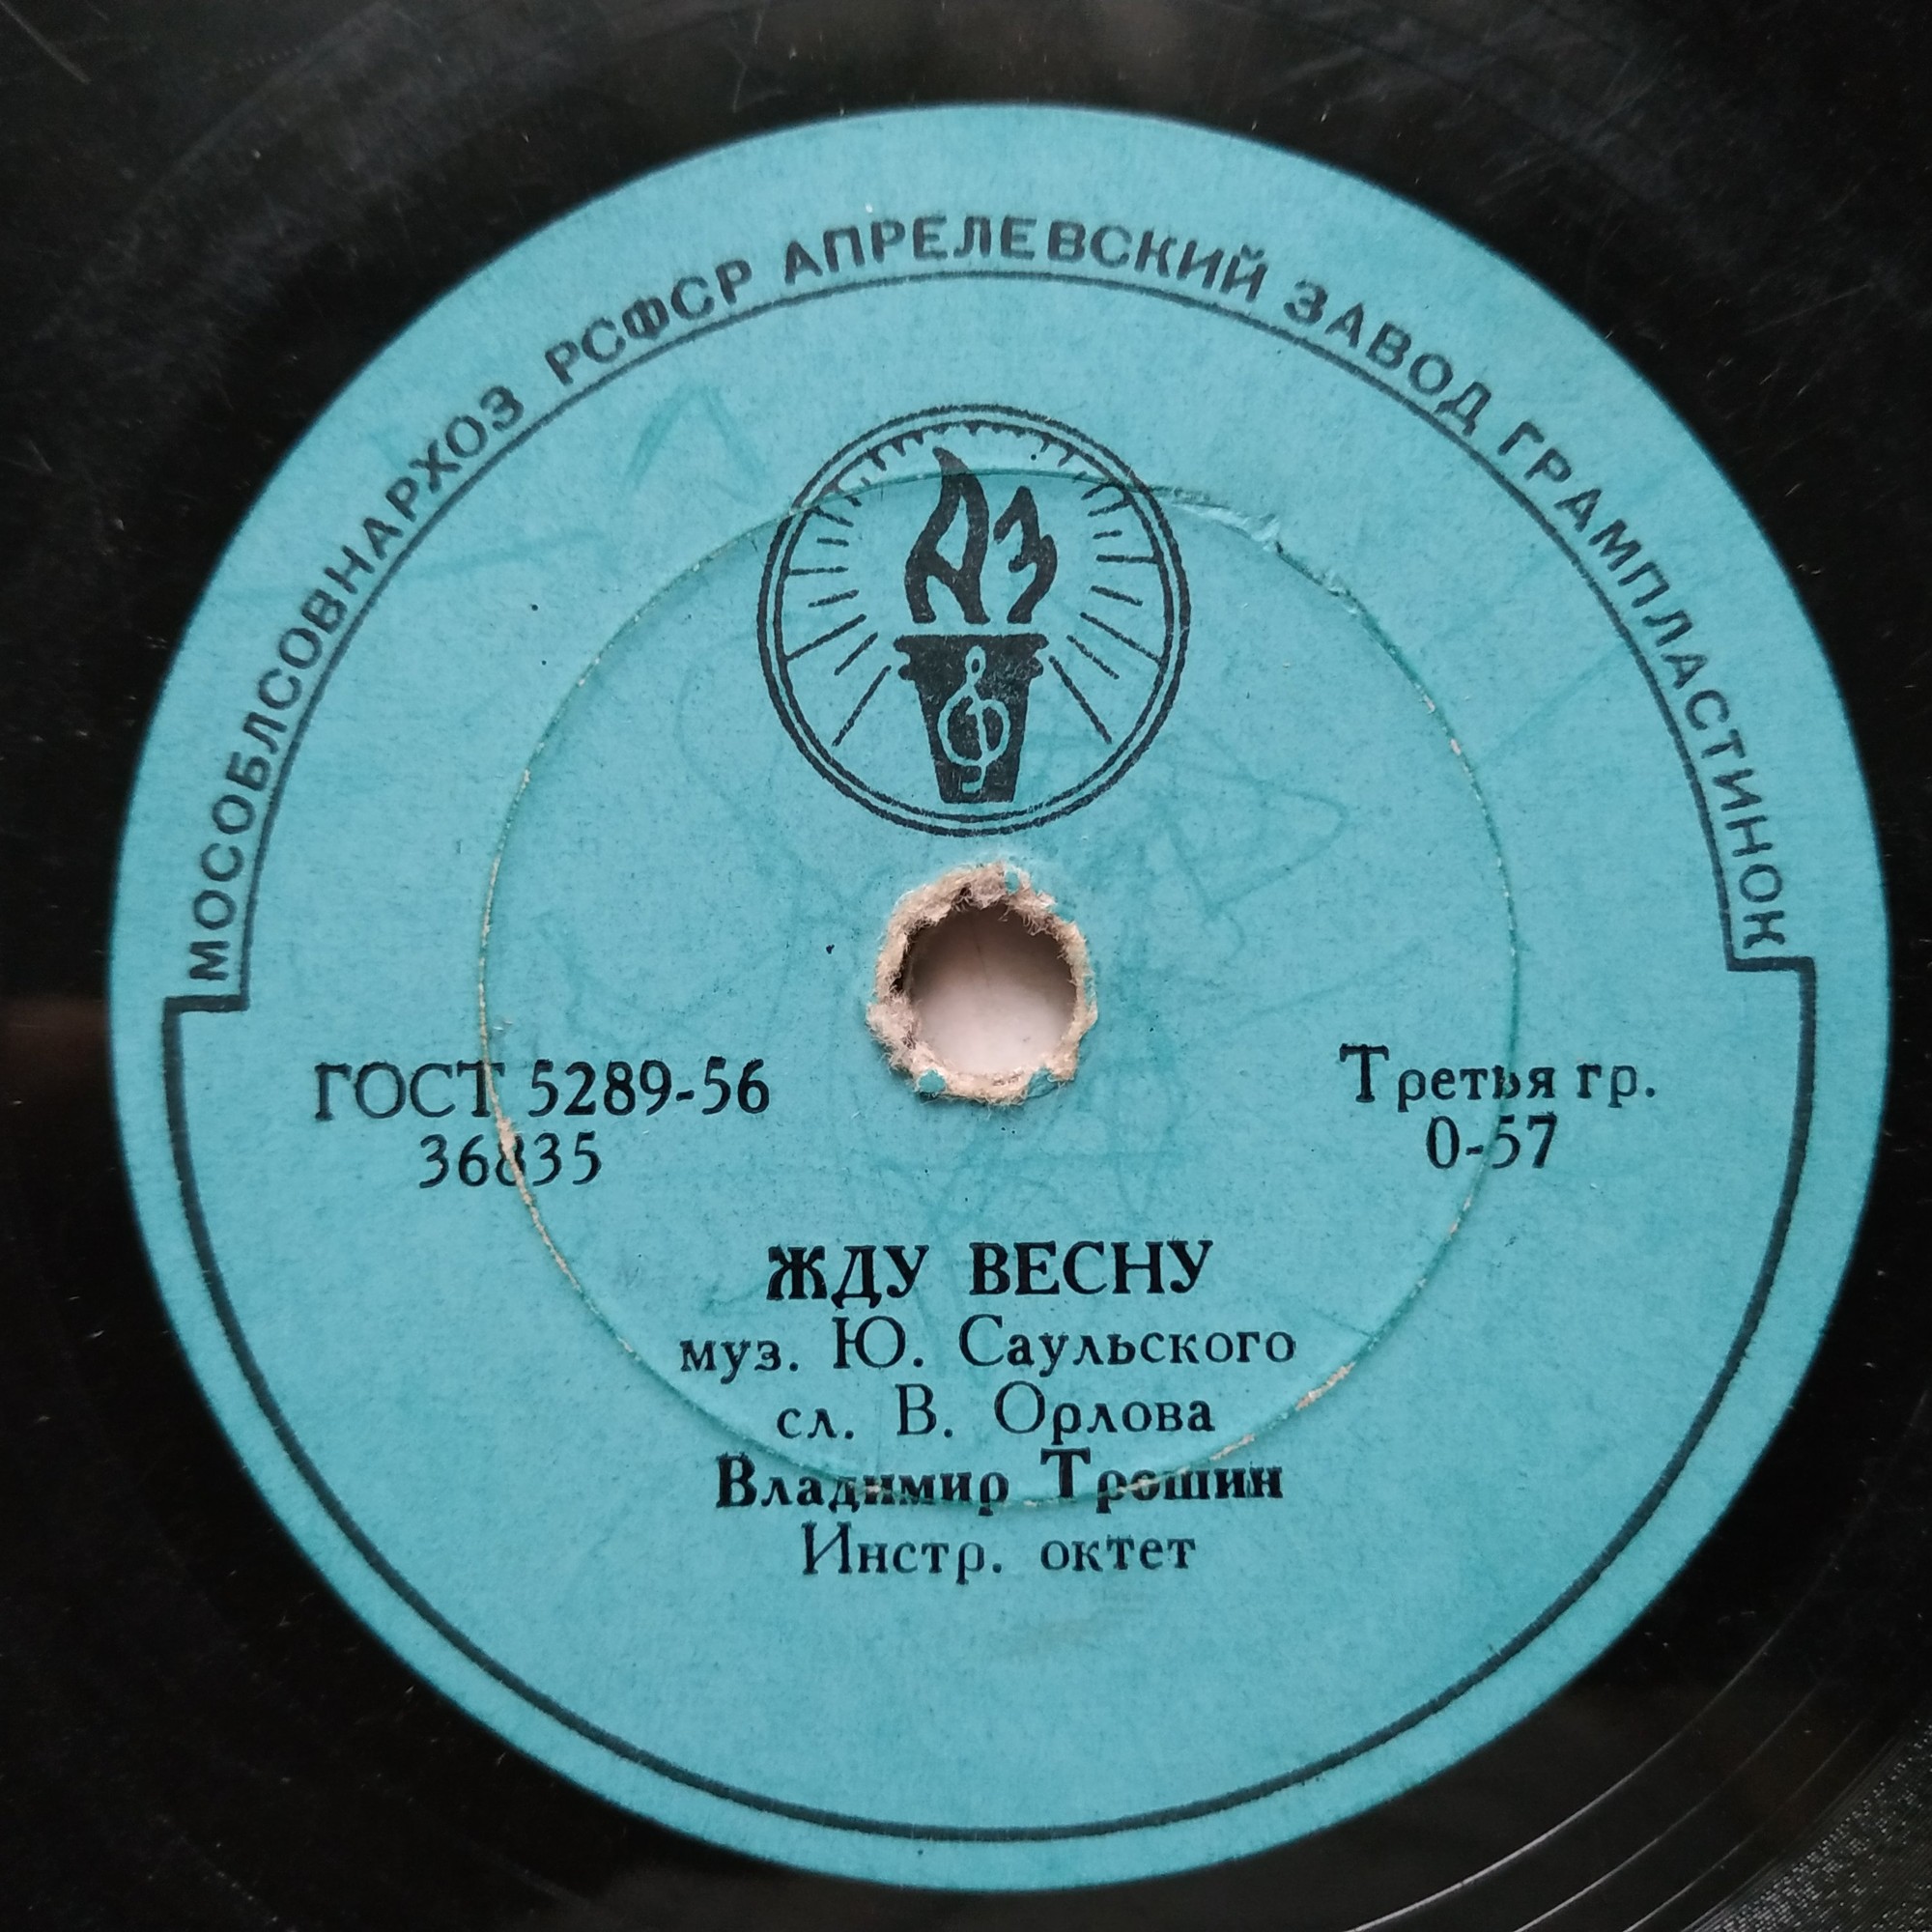 МОСОБЛСОВНАРХОЗ РСФСР АПРЕЛЕВСКИЙ ЗАВОД ГРАМПЛАСТИНОК
АЗ
ГОСТ 5289-56
36835
Третья гр.
0-57
ЖДУ ВЕСНУ
муз. Ю. Саульского
сл. В. Орлова
Владимир Трошин
Инстр. октет